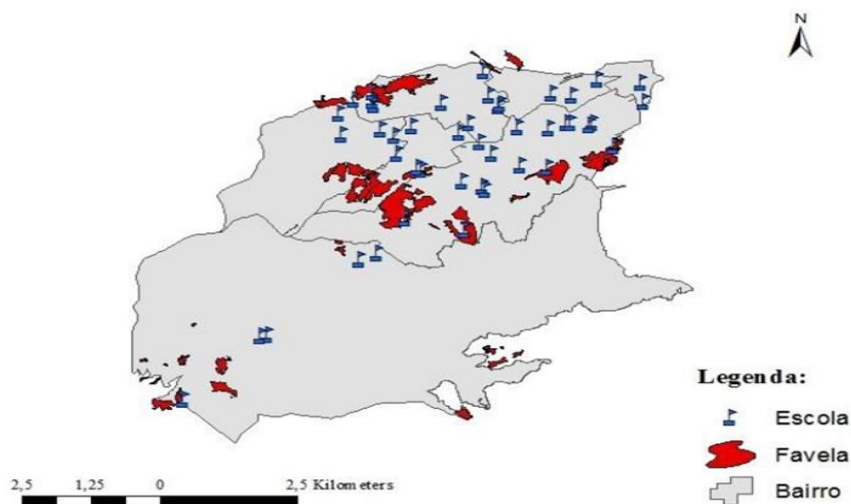 N
Legenda:
Escola
Favela
Bairro
2,5 1,25 0 2,5 Kilometers